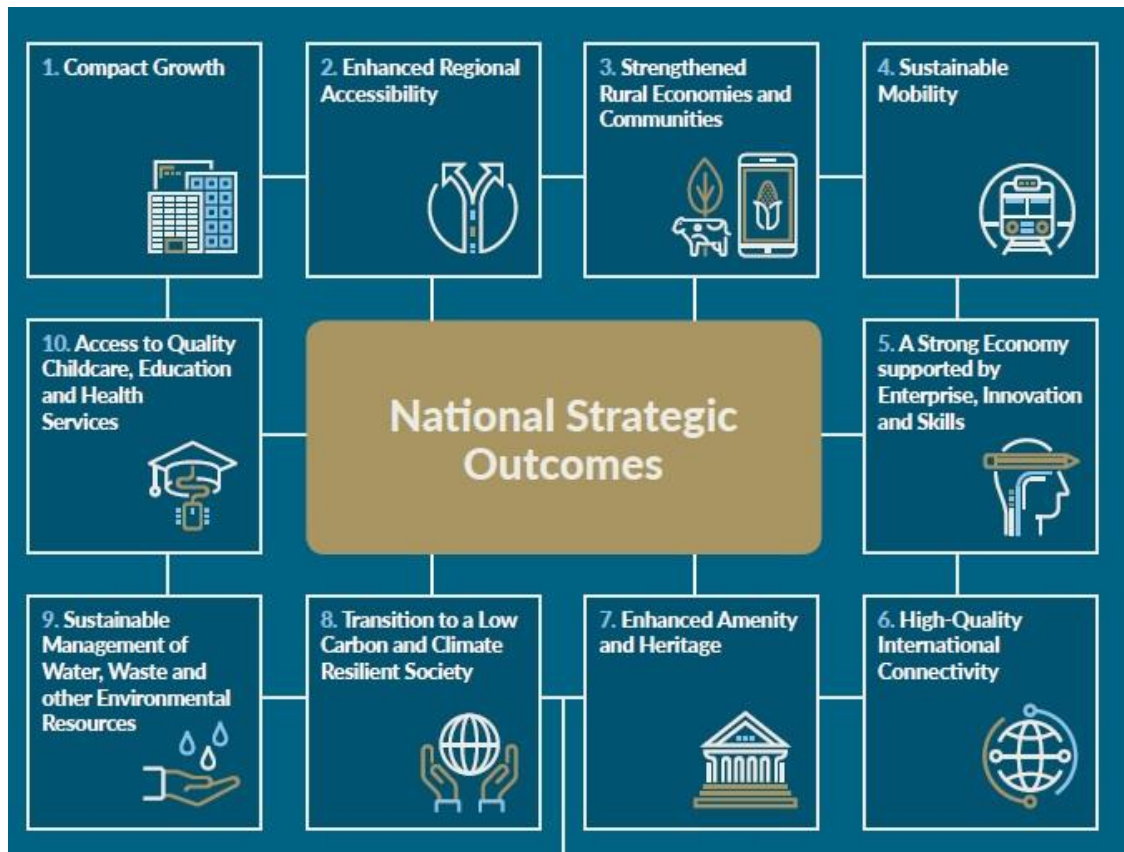 1. Compact Growth
2. Enhanced Regional
Accessibility
3. Strengthened
Rural Economies and
Communities
4. Sustainable
Mobility
10. Access to Quality
Childcare, Education
and Health
Services
National Strategic
Outcomes
5. A Strong Economy
supported by
Enterprise, Innovation
and Skills
9. Sustainable
Management of
Water, Waste and
other Environmental
Resources
8. Transition to a Low
Carbon and Climate
Resilient Society
7. Enhanced Amenity
and Heritage
6. High-Quality
International
Connectivity